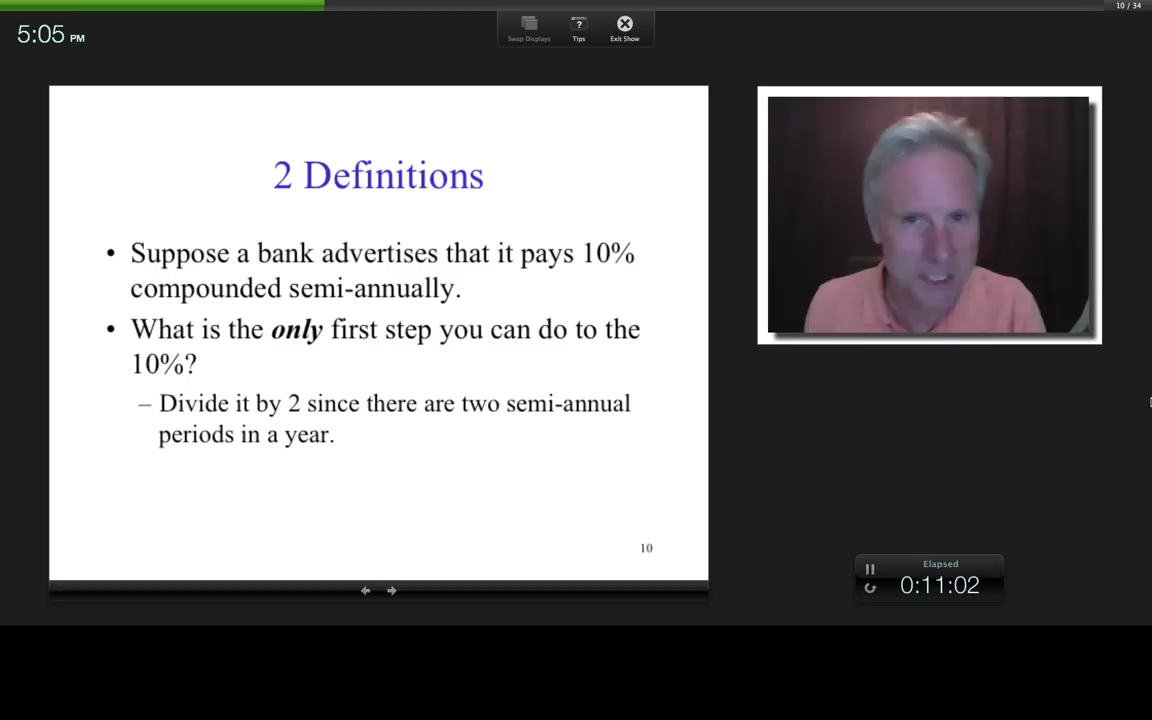 10 / 34
5:05 PM
Swap Displays
?
Tips
Exit Show
2 Definitions
• Suppose a bank advertises that it pays 10%
compounded semi-annually.
• What is the only first step you can do to the
10%?
– Divide it by 2 since there are two semi-annual
periods in a year.
10
Elapsed
0:11:02